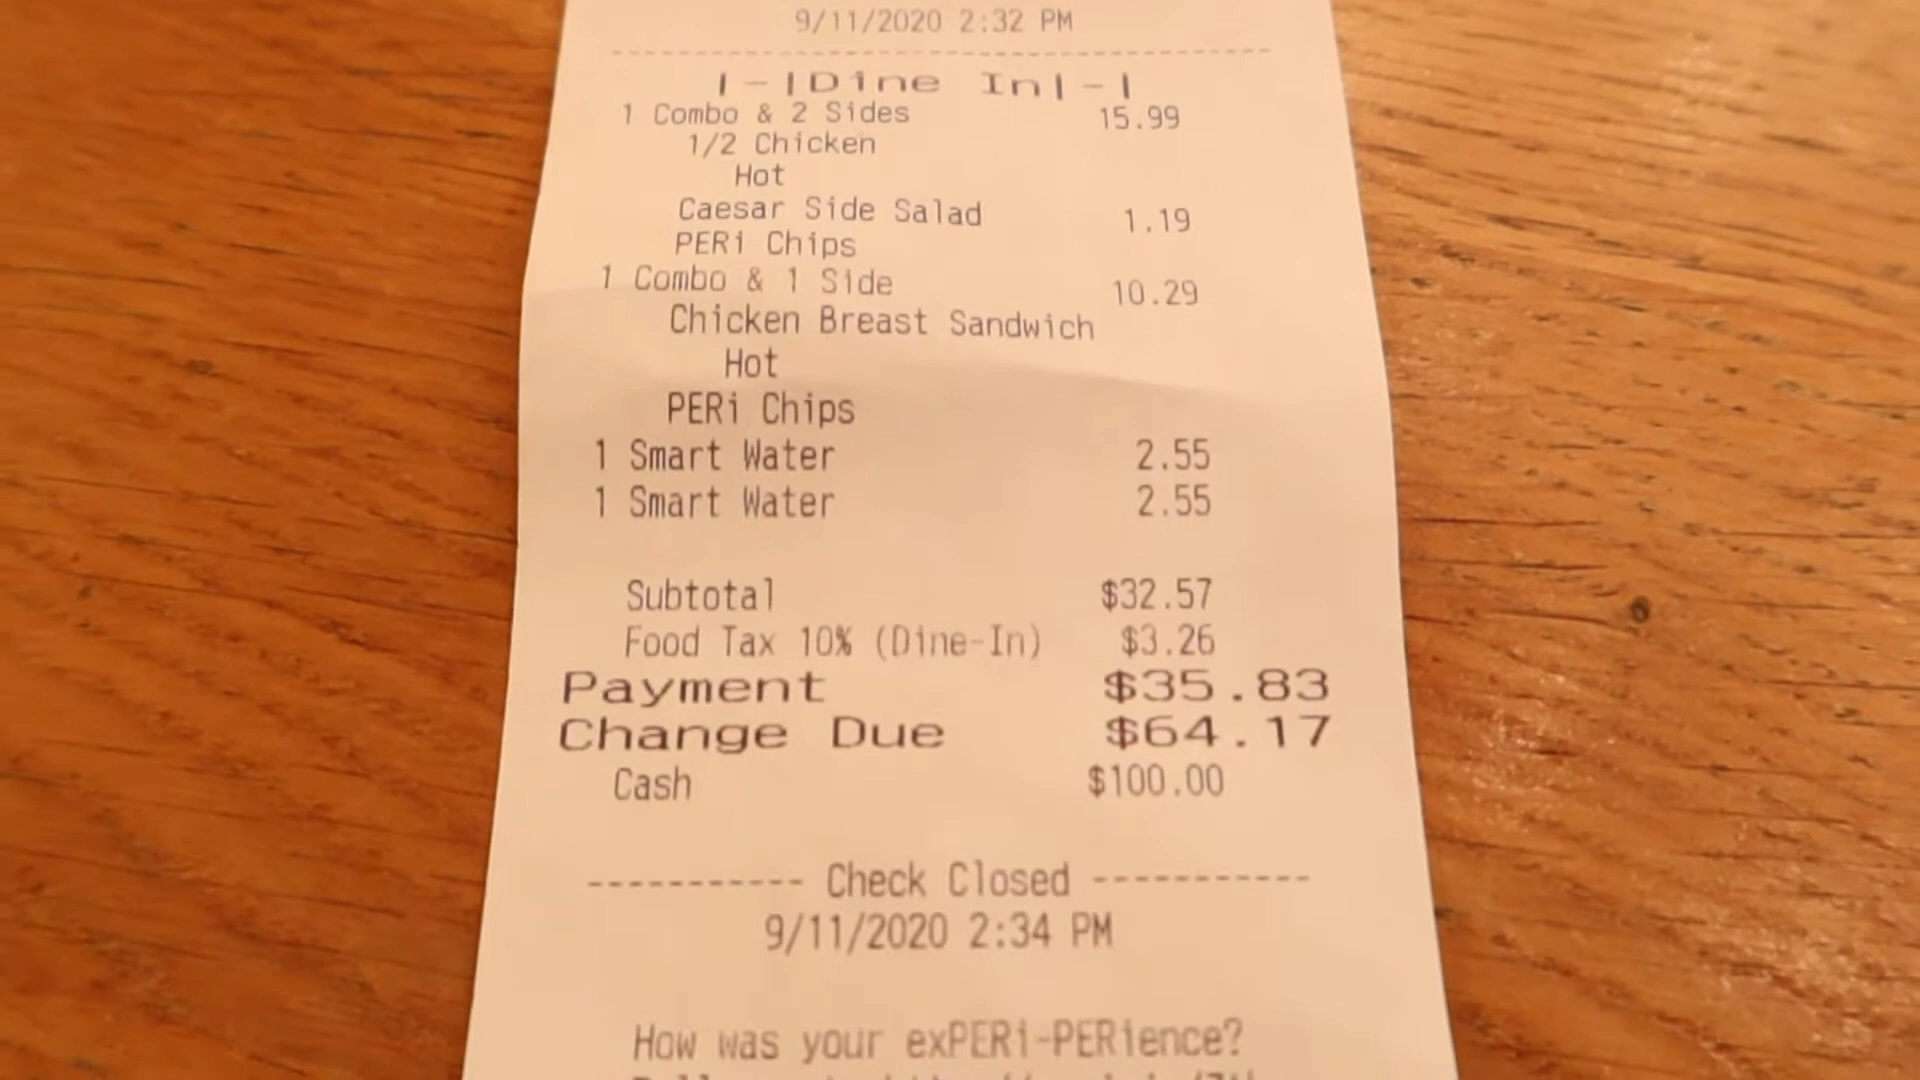 9/11/2020 2:32 PM
|-|Dine In|-|
1 Combo & 2 Sides 15.99
1/2 Chicken
Hot
Caesar Side Salad 1.19
PERi Chips
1 Combo & 1 Side 10.29
Chicken Breast Sandwich
Hot
PERi Chips
1 Smart Water 2.55
1 Smart Water 2.55
Subtotal $32.57
Food Tax 10% (Dine-In) $3.26
Payment $35.83
Change Due $64.17
Cash $100.00
----------- Check Closed -----------
9/11/2020 2:34 PM
How was your exPERi-PERience?